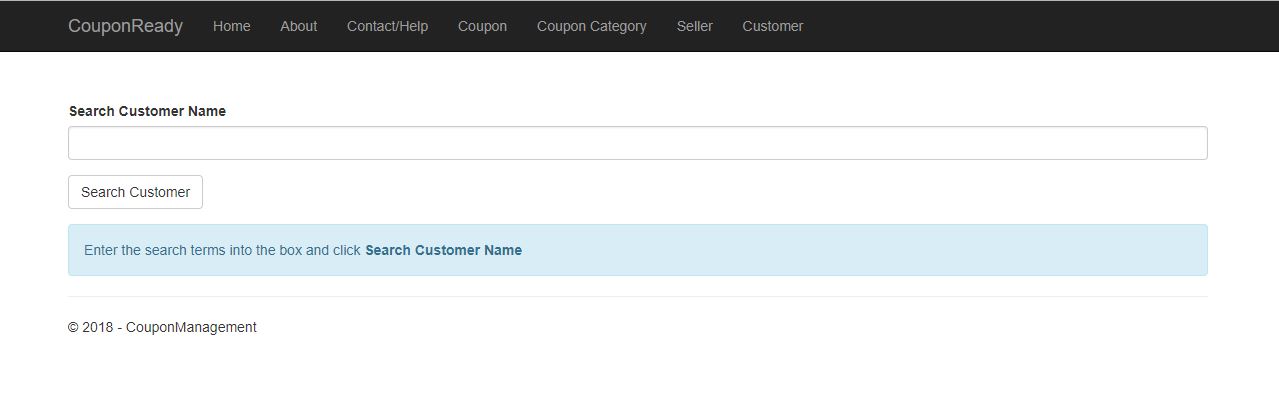 CouponReady Home About Contact/Help Coupon Coupon Category Seller Customer
Search Customer Name
Search Customer
Enter the search terms into the box and click Search Customer Name
© 2018 - CouponManagement